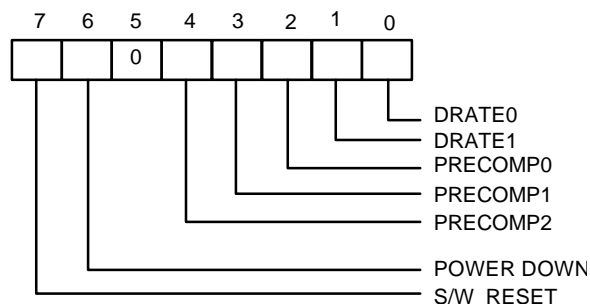 7 6 5 4 3 2 1 0
0
DRATE0
DRATE1
PRECOMP0
PRECOMP1
PRECOMP2
POWER DOWN
S/W RESET